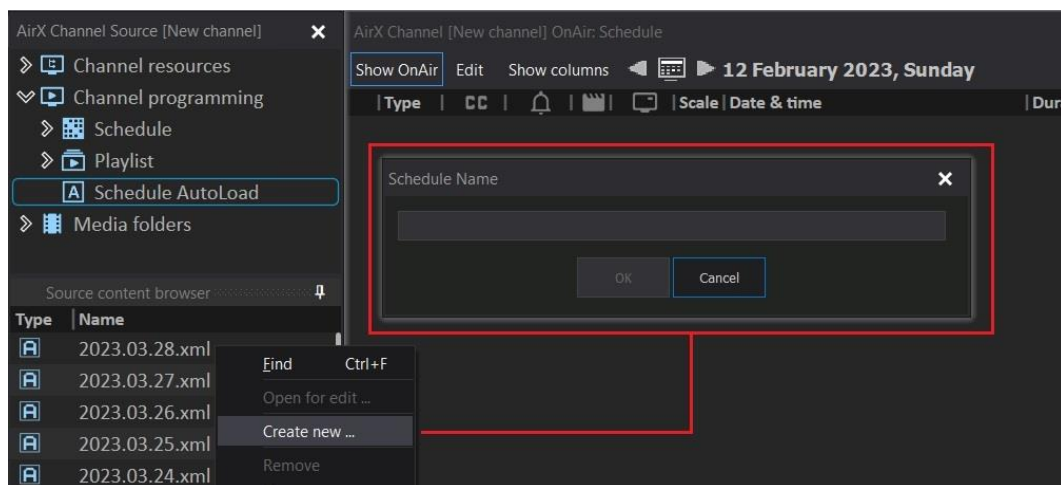 AirX Channel Source [New channel]
Channel resources
Channel programming
Schedule
Playlist
A Schedule AutoLoad
Media folders
Source content browser
Type Name
A 2023.03.28.xml
A 2023.03.27.xml
A 2023.03.26.xml
A 2023.03.25.xml
A 2023.03.24.xml
Find Ctrl+F
Open for edit ...
Create new ...
Remove
AirX Channel [New channel] OnAir: Schedule
Show OnAir Edit Show columns 12 February 2023, Sunday
Type CC Scale Date & time Dur
Schedule Name
OK Cancel